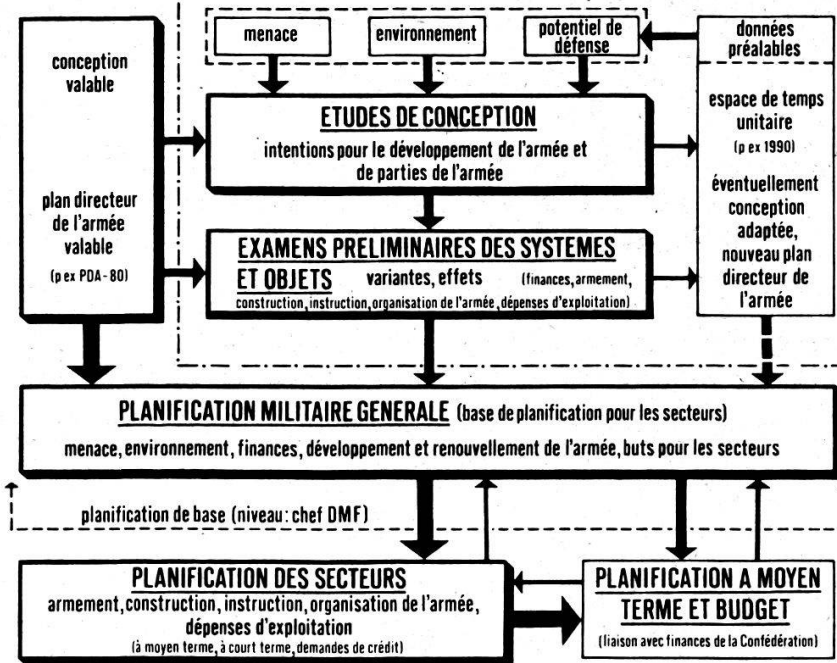 conception
valable
plan directeur
de l'armée
valable
(p ex PDA-80)
menace
environnement
potentiel de
défense
données
préalables
espace de temps
unitaire
(p ex 1990)
éventuellement
conception
adaptée,
nouveau plan
directeur de
l'armée
ETUDES DE CONCEPTION
intentions pour le développement de l'armée et
de parties de l'armée
EXAMENS PRELIMINAIRES DES SYSTEMES
ET OBJETS variantes, effets (finances, armement,
construction, instruction, organisation de l'armée, dépenses d'exploitation)
PLANIFICATION MILITAIRE GENERALE (base de planification pour les secteurs)
menace, environnement, finances, développement et renouvellement de l'armée, buts pour les secteurs
planification de base (niveau: chef DMF)
PLANIFICATION DES SECTEURS
armement, construction, instruction, organisation de l'armée,
dépenses d'exploitation
(à moyen terme, à court terme, demandes de crédit)
PLANIFICATION A MOYEN
TERME ET BUDGET
(liaison avec finances de la Confédération)